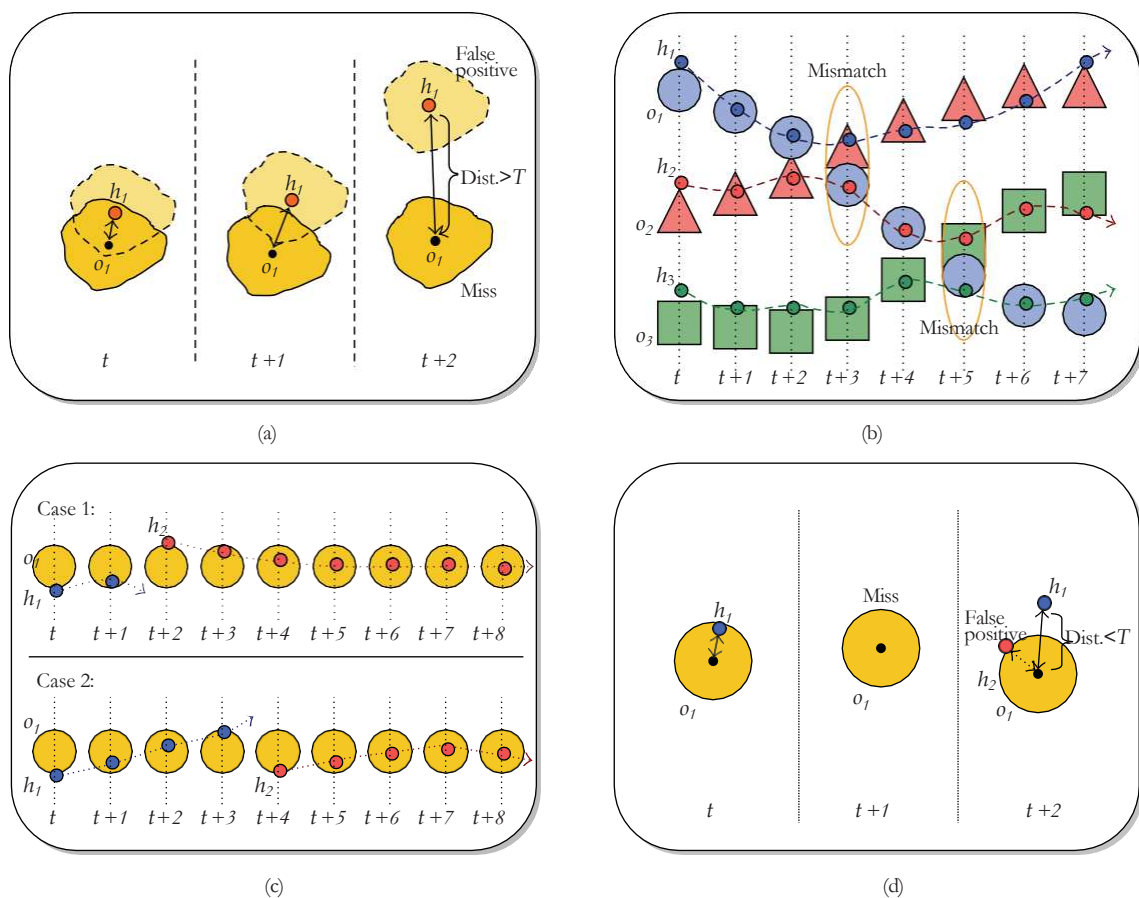 False
positive
h1
h1
h1
Dist.>T
o1
o1
o1
Miss
t
t+1
t+2
(a)
h1
Mismatch
o1
h2
o2
h3
o3
Mismatch
t
t+1
t+2
t+3
t+4
t+5
t+6
t+7
(b)
Case 1:
h2
o1
h1
t
t+1
t+2
t+3
t+4
t+5
t+6
t+7
t+8
Case 2:
o1
h1
h2
t
t+1
t+2
t+3
t+4
t+5
t+6
t+7
t+8
(c)
h1
o1
Miss
o1
h1
False
positive
Dist.<T
h2
o1
t
t+1
t+2
(d)